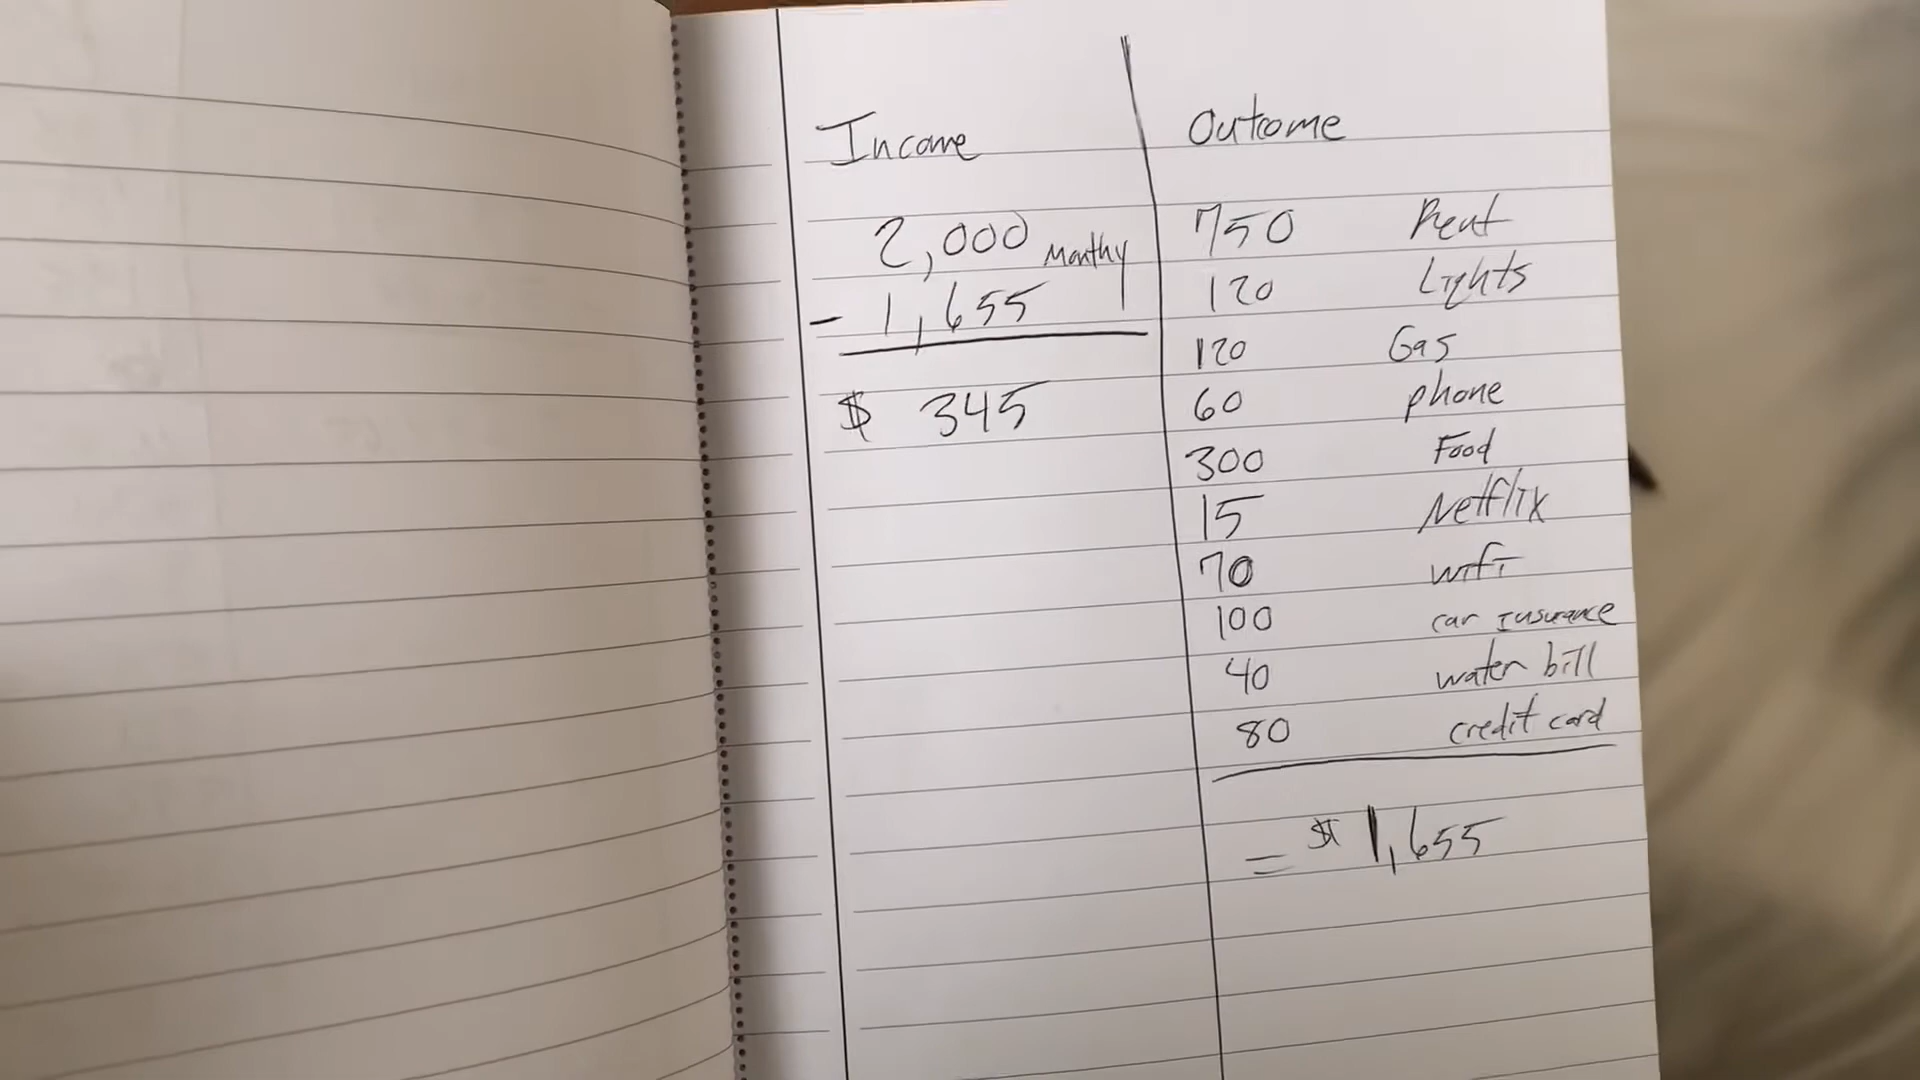 Income
2,000 Monthy
- 1,655
$ 345
Outcome
750 Rent
120 Lights
120 Gas
60 phone
300 Food
15 Netflix
70 wifi
100 car insurance
40 water bill
80 credit card
= $ 1,655